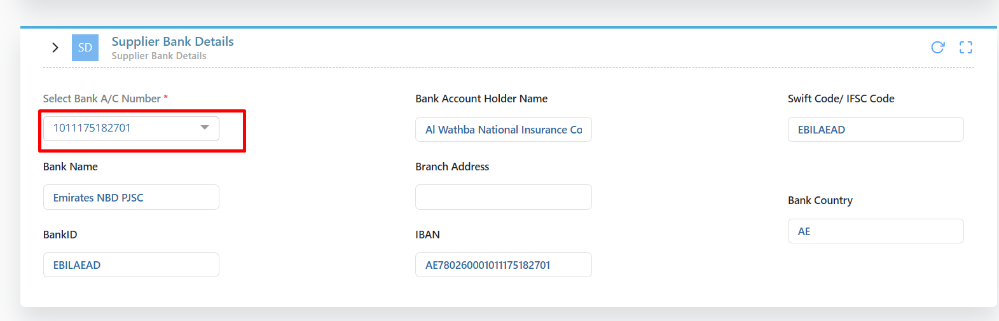 SD
Supplier Bank Details
Supplier Bank Details
Select Bank A/C Number *
1011175182701
Bank Account Holder Name
Al Wathba National Insurance Co
Swift Code/ IFSC Code
EBILAEAD
Bank Name
Emirates NBD PJSC
Branch Address
Bank Country
AE
BankID
EBILAEAD
IBAN
AE780260001011175182701